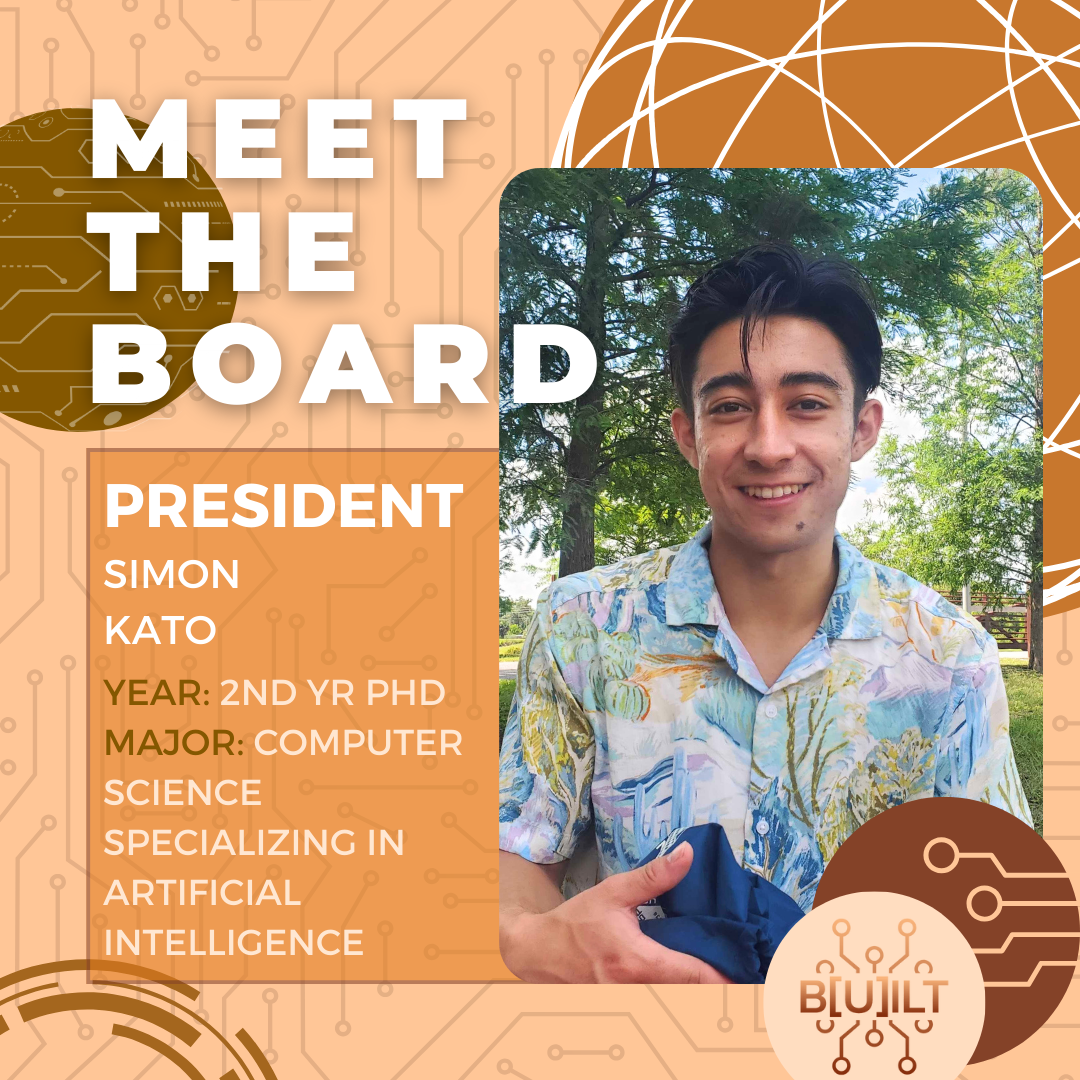 MEET
THE
BOARD
PRESIDENT
SIMON
KATO
YEAR: 2ND YR PHD
MAJOR: COMPUTER
SCIENCE
SPECIALIZING IN
ARTIFICIAL
INTELLIGENCE
B[U]ILT